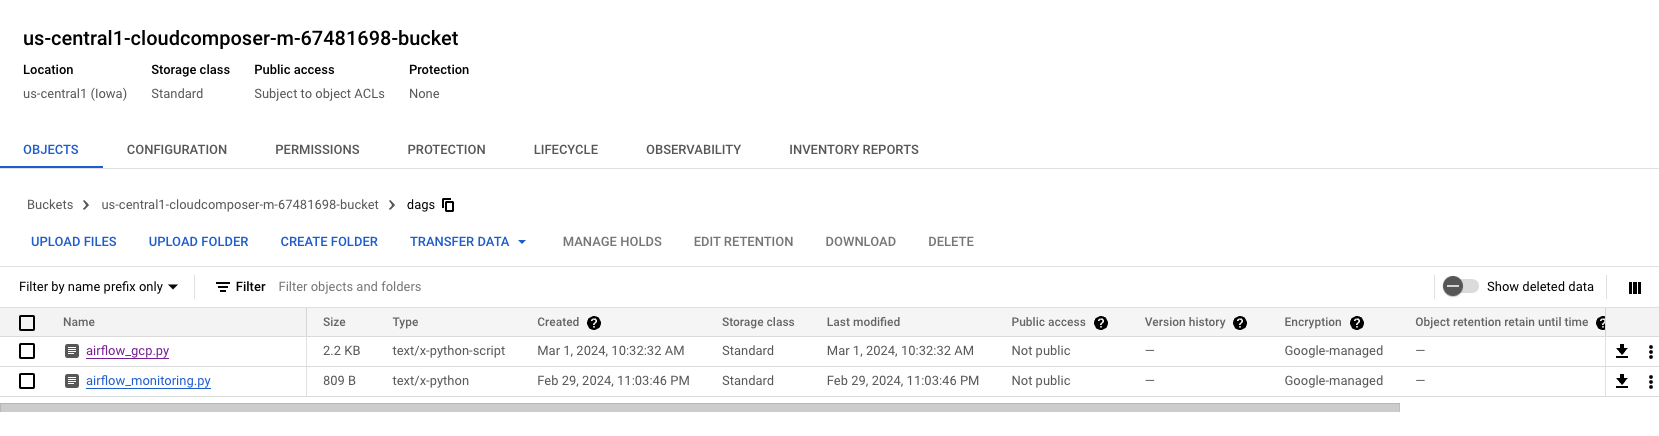 us-central1-cloudcomposer-m-67481698-bucket
Location Storage class Public access Protection
us-central1 (Iowa) Standard Subject to object ACLs None
OBJECTS CONFIGURATION PERMISSIONS PROTECTION LIFECYCLE OBSERVABILITY INVENTORY REPORTS
Buckets > us-central1-cloudcomposer-m-67481698-bucket > dags
UPLOAD FILES UPLOAD FOLDER CREATE FOLDER TRANSFER DATA MANAGE HOLDS EDIT RETENTION DOWNLOAD DELETE
Filter by name prefix only Filter Filter objects and folders Show deleted data
Name Size Type Created Storage class Last modified Public access Version history Encryption Object retention retain until time
airflow_gcp.py 2.2 KB text/x-python-script Mar 1, 2024, 10:32:32 AM Standard Mar 1, 2024, 10:32:32 AM Not public — Google-managed —
airflow_monitoring.py 809 B text/x-python Feb 29, 2024, 11:03:46 PM Standard Feb 29, 2024, 11:03:46 PM Not public — Google-managed —